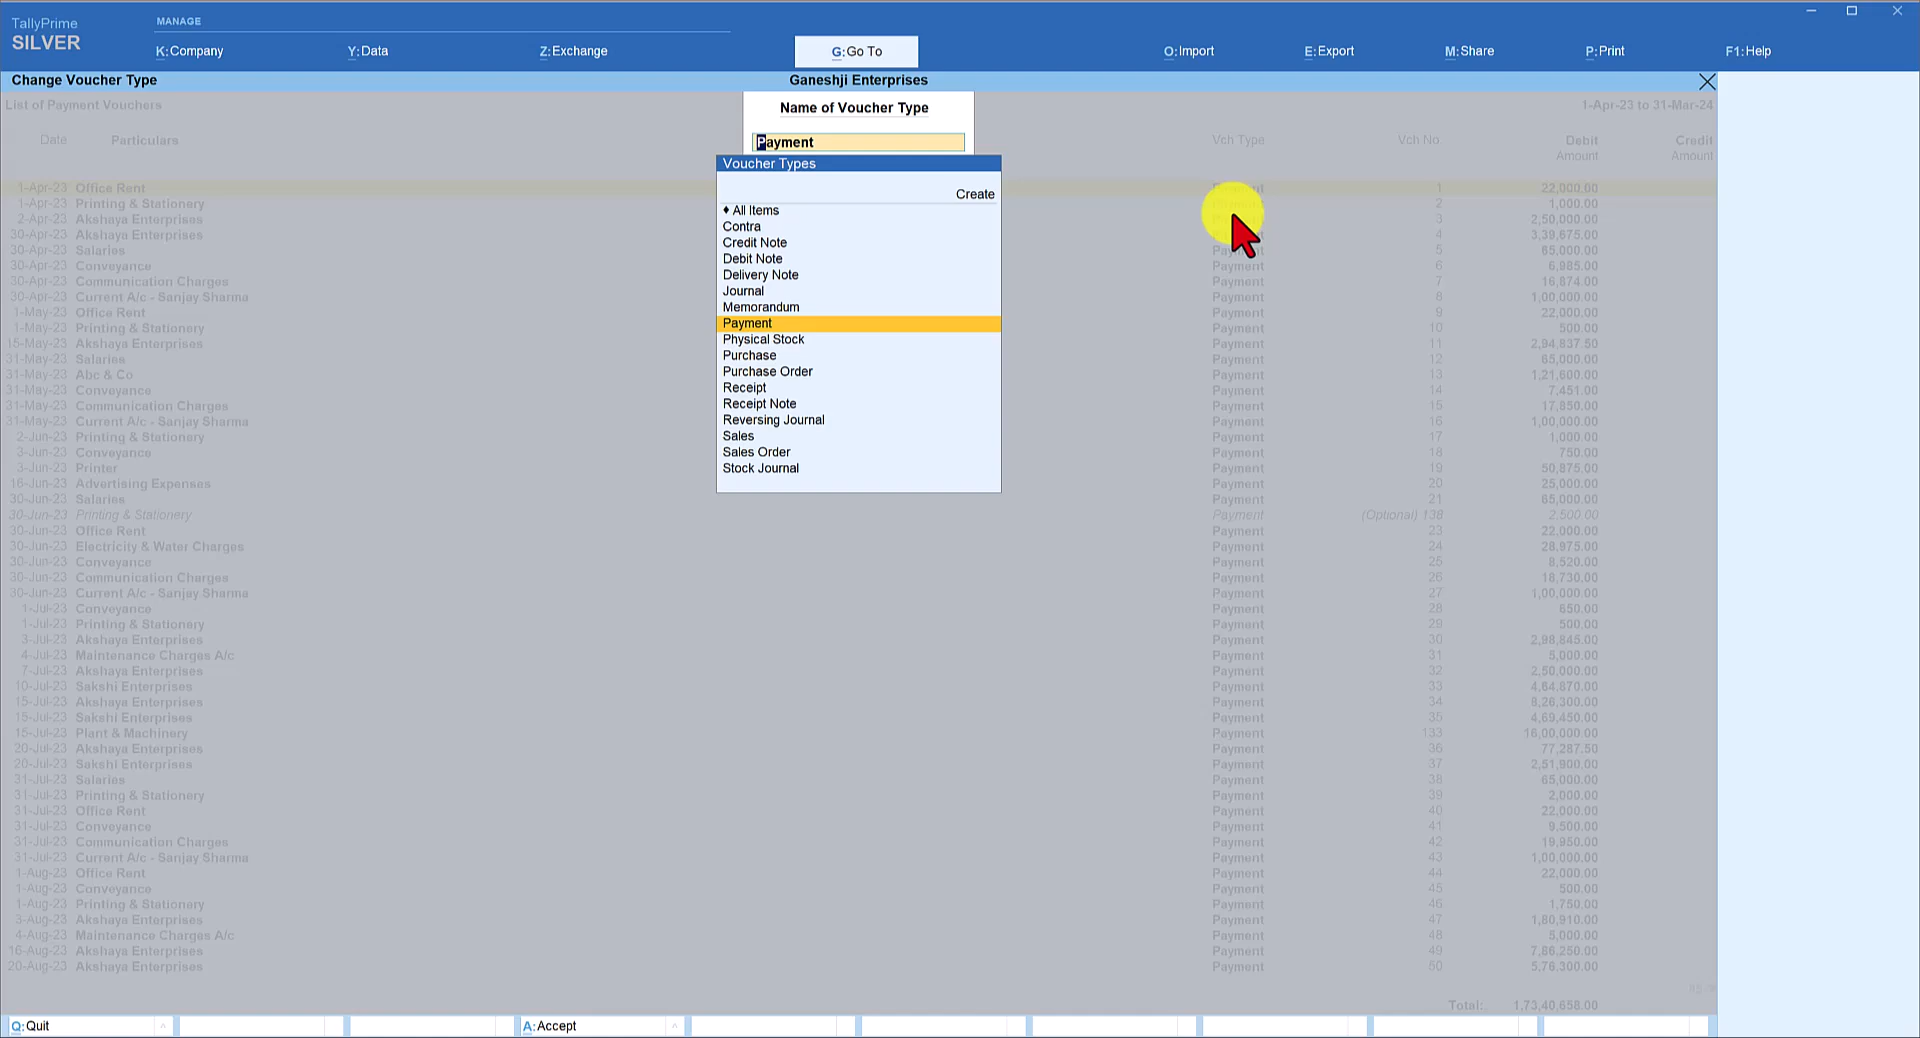 TallyPrime
MANAGE
SILVER
K:Company Y:Data Z:Exchange G:Go To O:Import E:Export M:Share P:Print F1:Help
Change Voucher Type Ganeshji Enterprises
List of Payment Vouchers 1-Apr-23 to 31-Mar-24
Name of Voucher Type
Date Particulars Vch Type Vch No. Debit Credit
Amount Amount
Payment
Voucher Types
Create
♦ All Items
Contra
Credit Note
Debit Note
Delivery Note
Journal
Memorandum
Payment
Physical Stock
Purchase
Purchase Order
Receipt
Receipt Note
Reversing Journal
Sales
Sales Order
Stock Journal
1-Apr-23 Office Rent 1 22,000.00
1-Apr-23 Printing & Stationery 2 1,000.00
2-Apr-23 Akshaya Enterprises 3 2,50,000.00
30-Apr-23 Akshaya Enterprises 4 3,39,675.00
30-Apr-23 Salaries 5 65,000.00
30-Apr-23 Conveyance Payment 6 6,985.00
30-Apr-23 Communication Charges Payment 7 16,874.00
30-Apr-23 Current A/c - Sanjay Sharma Payment 8 1,00,000.00
1-May-23 Office Rent Payment 9 22,000.00
1-May-23 Printing & Stationery Payment 10 500.00
15-May-23 Akshaya Enterprises Payment 11 2,94,837.50
31-May-23 Salaries Payment 12 65,000.00
31-May-23 Abc & Co Payment 13 1,21,600.00
31-May-23 Conveyance Payment 14 7,451.00
31-May-23 Communication Charges Payment 15 17,850.00
31-May-23 Current A/c - Sanjay Sharma Payment 16 1,00,000.00
2-Jun-23 Printing & Stationery Payment 17 1,000.00
3-Jun-23 Conveyance Payment 18 750.00
3-Jun-23 Printer Payment 19 50,875.00
16-Jun-23 Advertising Expenses Payment 20 25,000.00
30-Jun-23 Salaries Payment 21 65,000.00
30-Jun-23 Printing & Stationery Payment (Optional) 138 2,500.00
30-Jun-23 Office Rent Payment 23 22,000.00
30-Jun-23 Electricity & Water Charges Payment 24 28,975.00
30-Jun-23 Conveyance Payment 25 8,520.00
30-Jun-23 Communication Charges Payment 26 18,730.00
30-Jun-23 Current A/c - Sanjay Sharma Payment 27 1,00,000.00
1-Jul-23 Conveyance Payment 28 650.00
1-Jul-23 Printing & Stationery Payment 29 500.00
3-Jul-23 Akshaya Enterprises Payment 30 2,98,845.00
4-Jul-23 Maintenance Charges A/c Payment 31 5,000.00
7-Jul-23 Akshaya Enterprises Payment 32 2,50,000.00
10-Jul-23 Sakshi Enterprises Payment 33 4,64,870.00
15-Jul-23 Akshaya Enterprises Payment 34 8,26,300.00
15-Jul-23 Sakshi Enterprises Payment 35 4,69,450.00
15-Jul-23 Plant & Machinery Payment 133 16,00,000.00
20-Jul-23 Akshaya Enterprises Payment 36 77,287.50
20-Jul-23 Sakshi Enterprises Payment 37 2,51,900.00
31-Jul-23 Salaries Payment 38 65,000.00
31-Jul-23 Printing & Stationery Payment 39 2,000.00
31-Jul-23 Office Rent Payment 40 22,000.00
31-Jul-23 Conveyance Payment 41 9,500.00
31-Jul-23 Communication Charges Payment 42 19,950.00
31-Jul-23 Current A/c - Sanjay Sharma Payment 43 1,00,000.00
1-Aug-23 Office Rent Payment 44 22,000.00
1-Aug-23 Conveyance Payment 45 500.00
1-Aug-23 Printing & Stationery Payment 46 1,750.00
3-Aug-23 Akshaya Enterprises Payment 47 1,80,910.00
4-Aug-23 Maintenance Charges A/c Payment 48 5,000.00
16-Aug-23 Akshaya Enterprises Payment 49 7,86,250.00
20-Aug-23 Akshaya Enterprises Payment 50 5,76,300.00
Total: 1,73,40,658.00
Q:Quit A:Accept